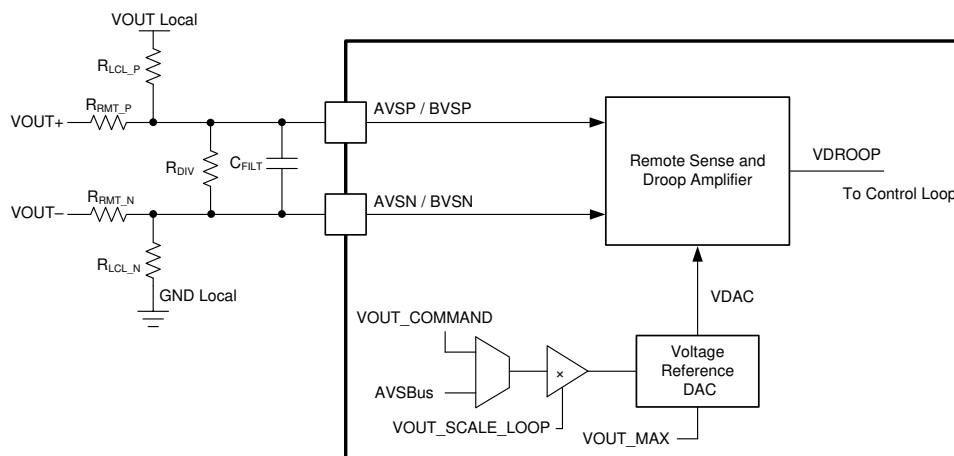 VOUT Local
RLCL_P
RRMT_P
VOUT+
AVSP / BVSP
RDIV
CFILT
Remote Sense and
Droop Amplifier
VDROOP
To Control Loop
RRMT_N
VOUT–
AVSN / BVSN
RLCL_N
GND Local
VDAC
VOUT_COMMAND
AVSBus
×
Voltage
Reference
DAC
VOUT_SCALE_LOOP
VOUT_MAX